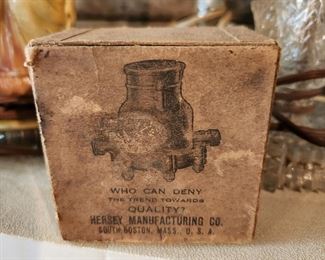 WHO CAN DENY
THE TREND TOWARDS
QUALITY?
HERSEY MANUFACTURING CO.
SOUTH BOSTON, MASS., U. S. A.